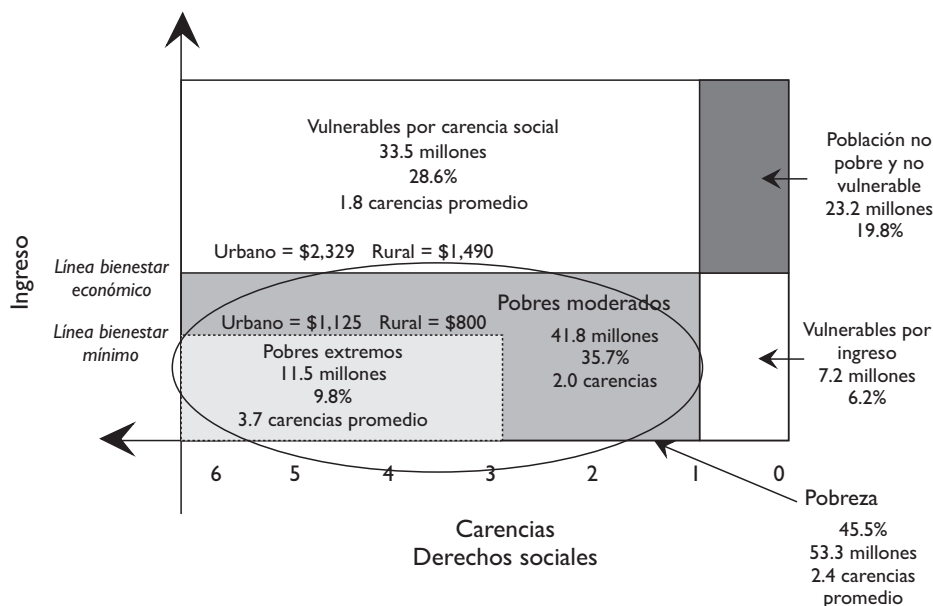 Ingreso
Vulnerables por carencia social
33.5 millones
28.6%
1.8 carencias promedio
Población no
pobre y no
vulnerable
23.2 millones
19.8%
Urbano = $2,329 Rural = $1,490
Línea bienestar
económico
Pobres moderados
41.8 millones
35.7%
2.0 carencias
Urbano = $1,125 Rural = $800
Línea bienestar
mínimo
Pobres extremos
11.5 millones
9.8%
3.7 carencias promedio
Vulnerables por
ingreso
7.2 millones
6.2%
6 5 4 3 2 1 0
Carencias
Derechos sociales
Pobreza
45.5%
53.3 millones
2.4 carencias
promedio